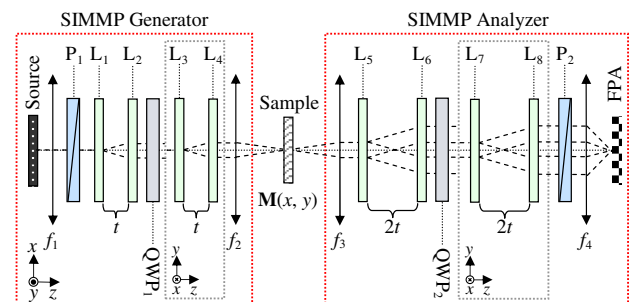 SIMMP Generator
SIMMP Analyzer
Source
P1
L1
L2
L3
L4
Sample
L5
L6
L7
L8
P2
FPA
M(x, y)
t
t
2t
2t
f1
QWP1
f2
f3
QWP2
f4
x
y
z
y
x
z
y
x
z